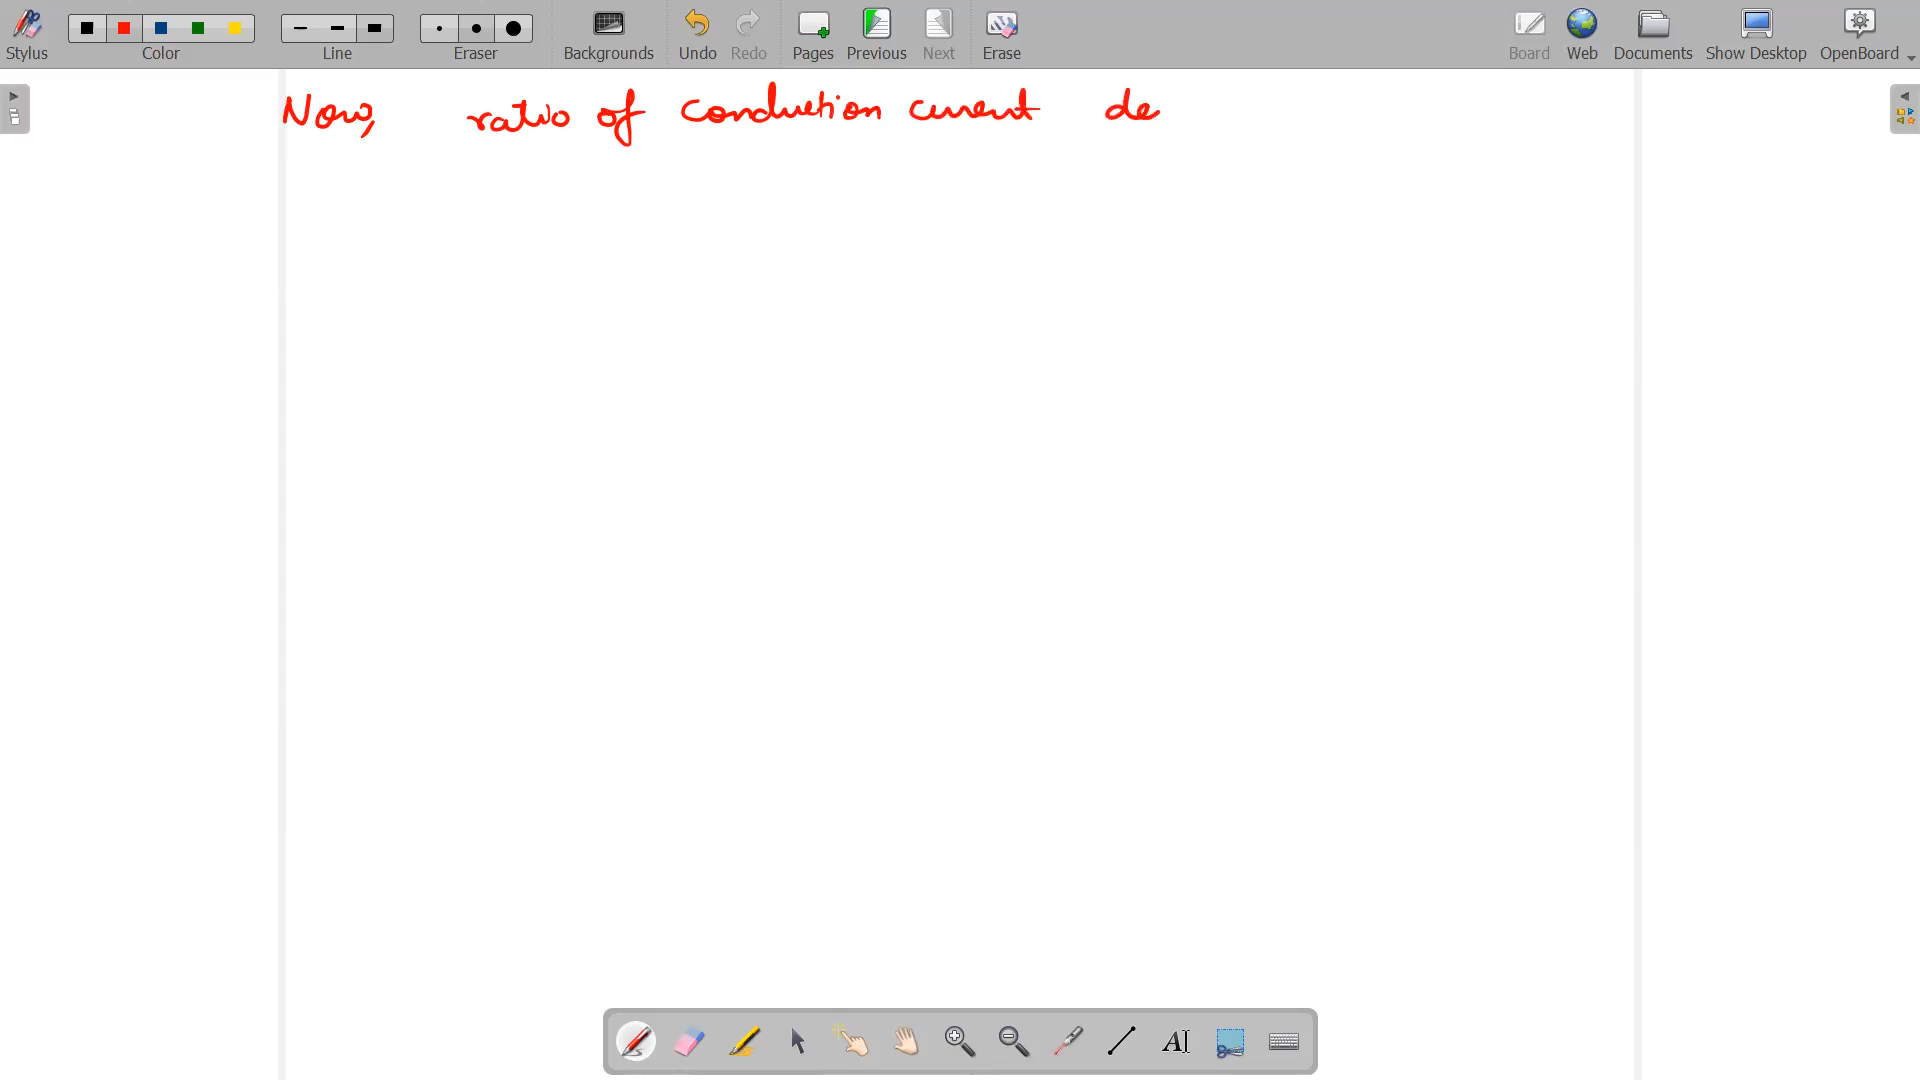 Stylus Color Line Eraser Backgrounds Undo Redo Pages Previous Next Erase Board Web Documents Show Desktop OpenBoard
Now, ratio of conduction current de
AI